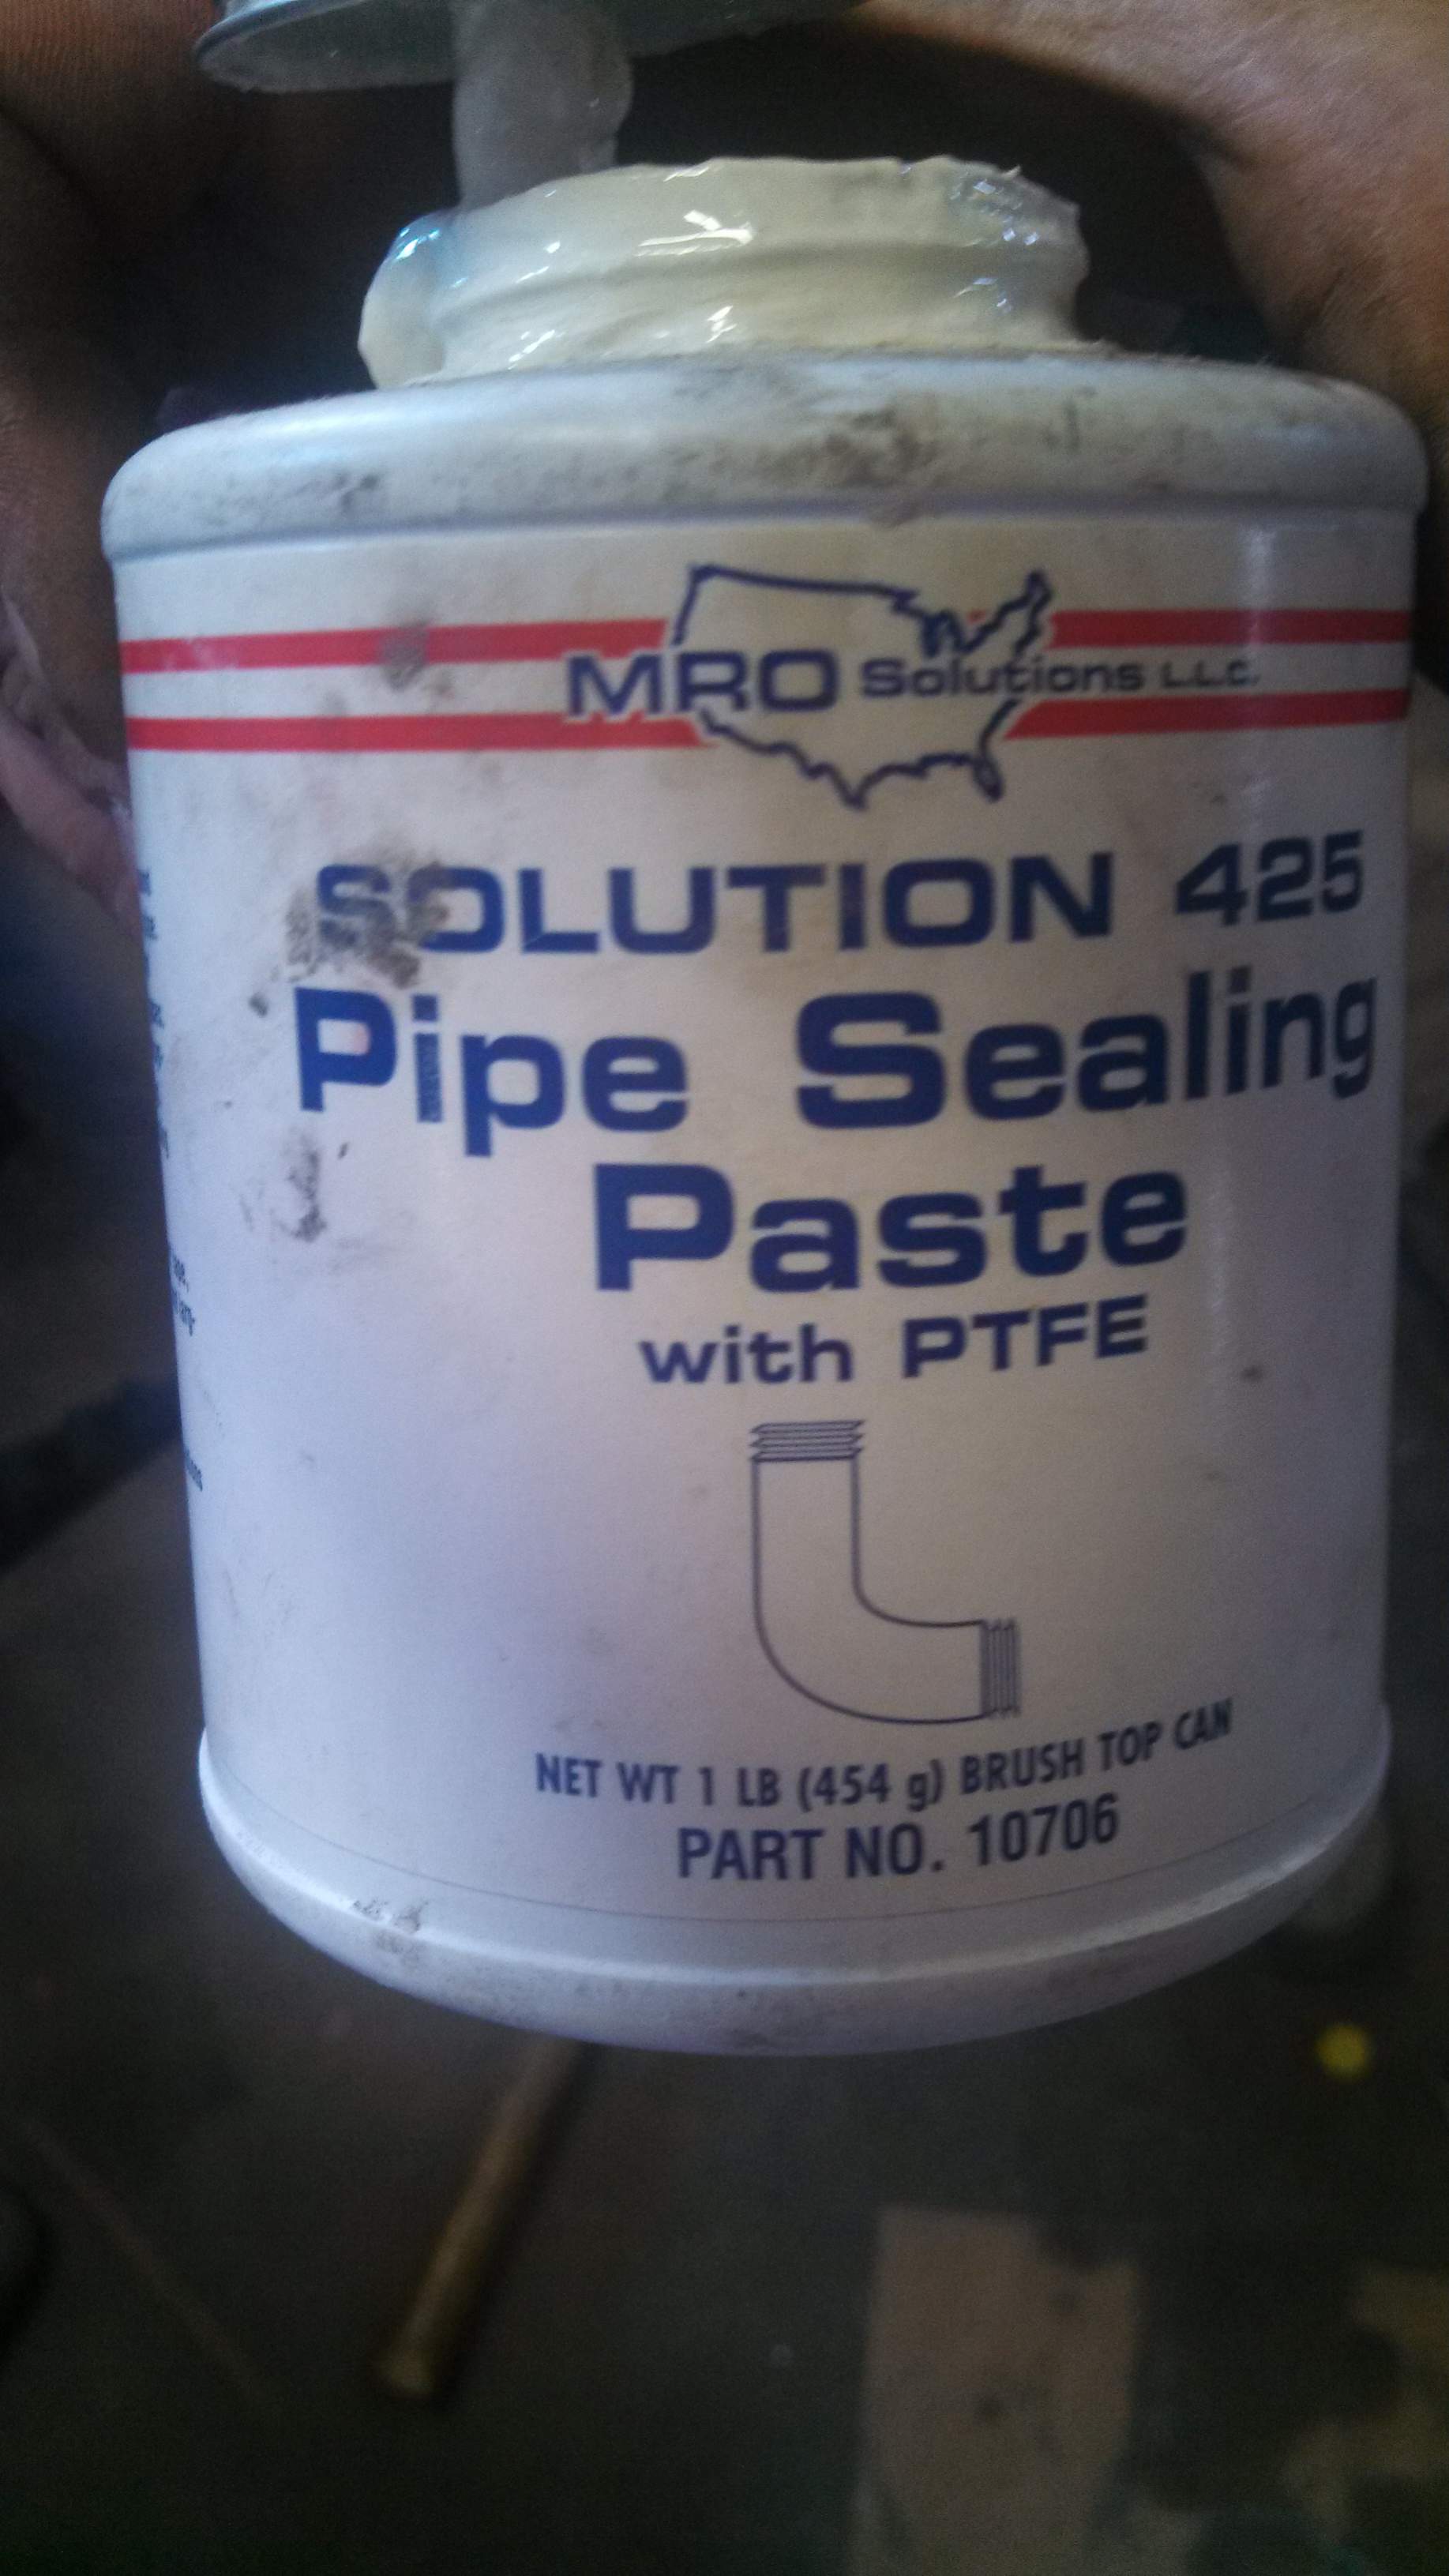 MRO Solutions LLC.
SOLUTION 425
Pipe Sealing
Paste
with PTFE
NET WT 1 LB (454 g) BRUSH TOP CAN
PART NO. 10706